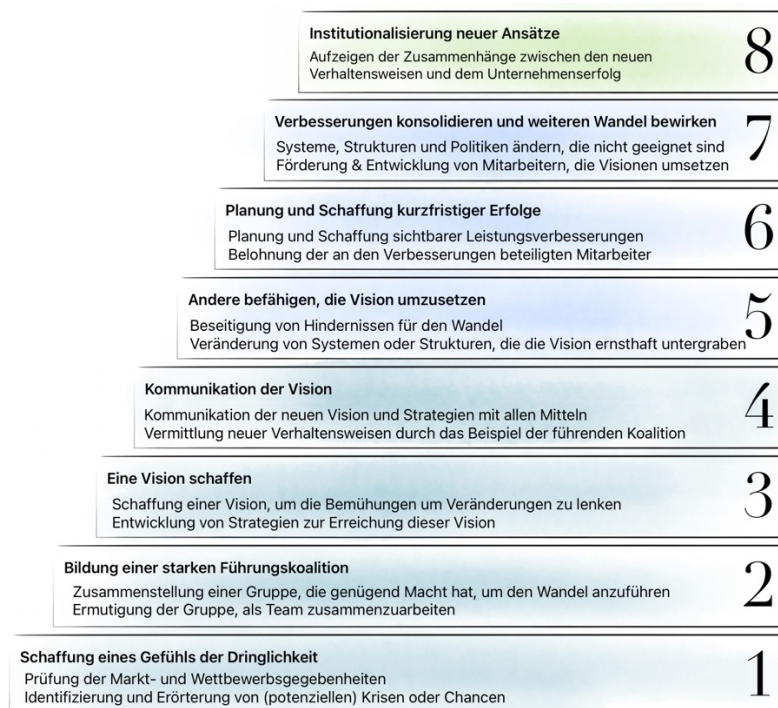 Institutionalisierung neuer Ansätze
Aufzeigen der Zusammenhänge zwischen den neuen
Verhaltensweisen und dem Unternehmenserfolg
8
Verbesserungen konsolidieren und weiteren Wandel bewirken
Systeme, Strukturen und Politiken ändern, die nicht geeignet sind
Förderung & Entwicklung von Mitarbeitern, die Visionen umsetzen
7
Planung und Schaffung kurzfristiger Erfolge
Planung und Schaffung sichtbarer Leistungsverbesserungen
Belohnung der an den Verbesserungen beteiligten Mitarbeiter
6
Andere befähigen, die Vision umzusetzen
Beseitigung von Hindernissen für den Wandel
Veränderung von Systemen oder Strukturen, die die Vision ernsthaft untergraben
5
Kommunikation der Vision
Kommunikation der neuen Vision und Strategien mit allen Mitteln
Vermittlung neuer Verhaltensweisen durch das Beispiel der führenden Koalition
4
Eine Vision schaffen
Schaffung einer Vision, um die Bemühungen um Veränderungen zu lenken
Entwicklung von Strategien zur Erreichung dieser Vision
3
Bildung einer starken Führungskoalition
Zusammenstellung einer Gruppe, die genügend Macht hat, um den Wandel anzuführen
Ermutigung der Gruppe, als Team zusammenzuarbeiten
2
Schaffung eines Gefühls der Dringlichkeit
Prüfung der Markt- und Wettbewerbsgegebenheiten
Identifizierung und Erörterung von (potenziellen) Krisen oder Chancen
1